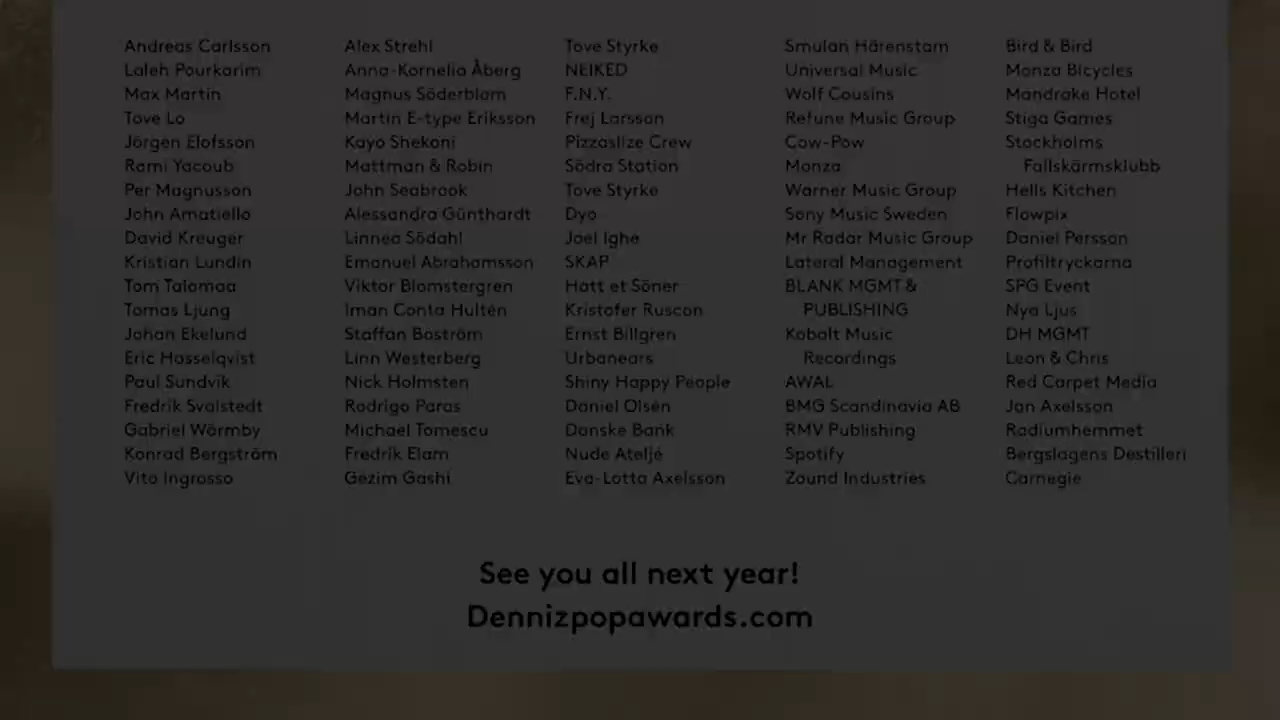 Andreas Carlsson
Laleh Pourkarim
Max Martin
Tove Lo
Jörgen Elofsson
Rami Yacoub
Per Magnusson
John Amatiello
David Kreuger
Kristian Lundin
Tom Talomaa
Tomas Ljung
Johan Ekelund
Eric Hasselqvist
Paul Sundvik
Fredrik Svalstedt
Gabriel Wörmby
Konrad Bergström
Vito Ingrosso
Alex Strehl
Anna-Kornelia Åberg
Magnus Söderblom
Martin E-type Eriksson
Kayo Shekoni
Mattman & Robin
John Seabrook
Alessandra Günthardt
Linnea Södahl
Emanuel Abrahamsson
Viktor Blomstergren
Iman Conta Hultén
Staffan Boström
Linn Westerberg
Nick Holmsten
Rodrigo Paras
Michael Tomescu
Fredrik Elam
Gezim Gashi
Tove Styrke
NEIKED
F.N.Y.
Frej Larsson
Pizzaslize Crew
Södra Station
Tove Styrke
Dyo
Joel Ighe
SKAP
Hatt et Söner
Kristofer Ruscon
Ernst Billgren
Urbanears
Shiny Happy People
Daniel Olsén
Danske Bank
Nude Ateljé
Eva-Lotta Axelsson
Smulan Härenstam
Universal Music
Wolf Cousins
Refune Music Group
Cow-Pow
Monza
Warner Music Group
Sony Music Sweden
Mr Radar Music Group
Lateral Management
BLANK MGMT &
PUBLISHING
Kobalt Music
Recordings
AWAL
BMG Scandinavia AB
RMV Publishing
Spotify
Zound Industries
Bird & Bird
Monza Bicycles
Mandrake Hotel
Stiga Games
Stockholms
Fallskärmsklubb
Hells Kitchen
Flowpix
Daniel Persson
Profiltryckarna
SPG Event
Nya Ljus
DH MGMT
Leon & Chris
Red Carpet Media
Jan Axelsson
Radiumhemmet
Bergslagens Destilleri
Carnegie
See you all next year!
Dennizpopawards.com